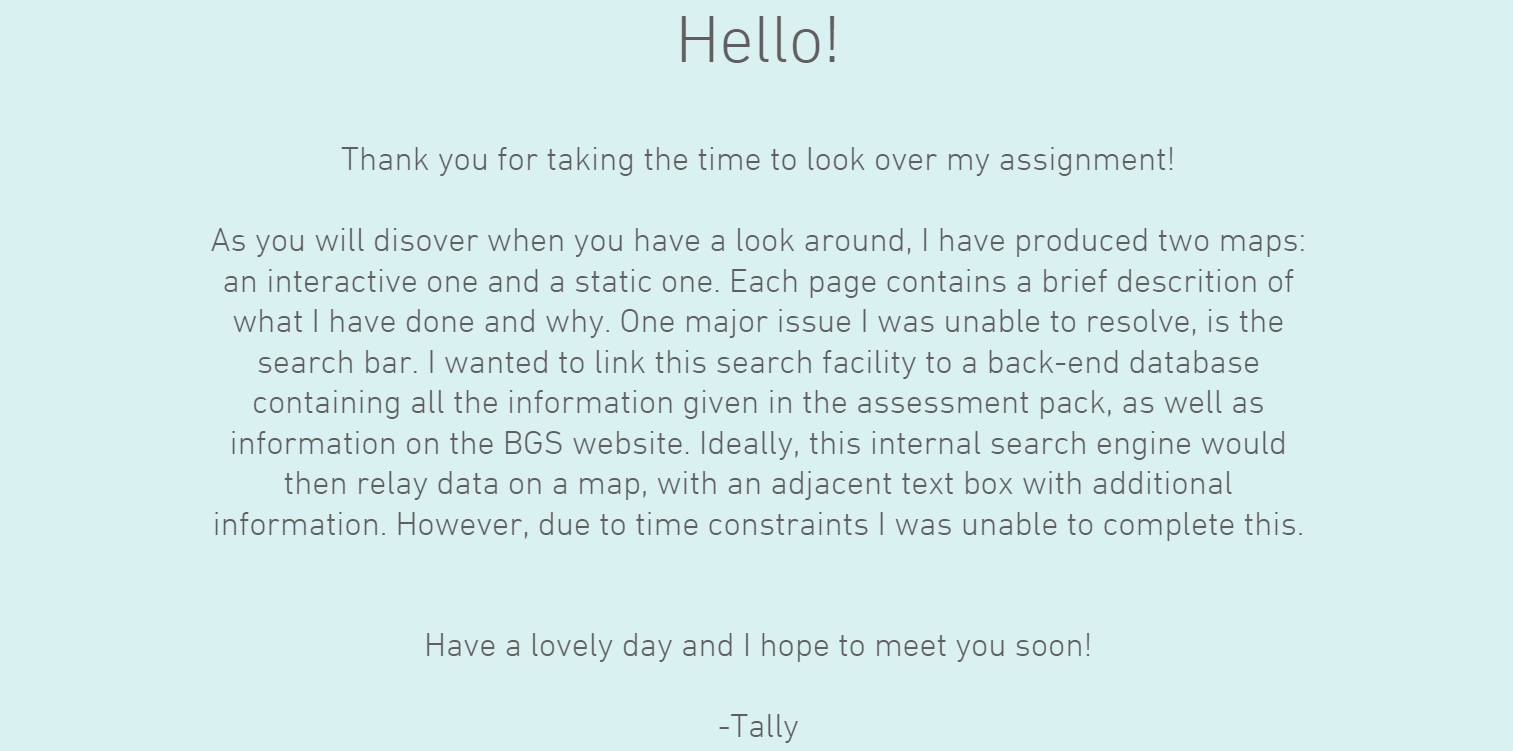 Hello!
Thank you for taking the time to look over my assignment!
As you will disover when you have a look around, I have produced two maps:
an interactive one and a static one. Each page contains a brief descrition of
what I have done and why. One major issue I was unable to resolve, is the
search bar. I wanted to link this search facility to a back-end database
containing all the information given in the assessment pack, as well as
information on the BGS website. Ideally, this internal search engine would
then relay data on a map, with an adjacent text box with additional
information. However, due to time constraints I was unable to complete this.
Have a lovely day and I hope to meet you soon!
-Tally